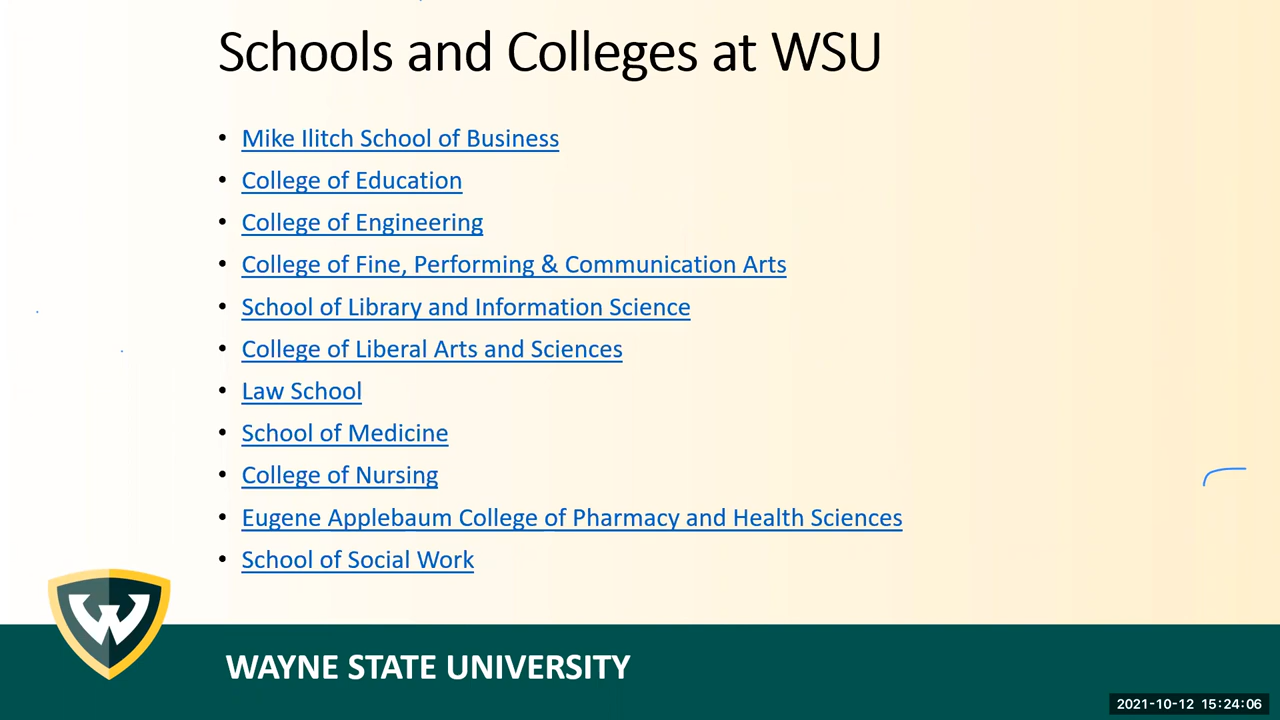 Schools and Colleges at WSU
• Mike Ilitch School of Business
• College of Education
• College of Engineering
• College of Fine, Performing & Communication Arts
• School of Library and Information Science
• College of Liberal Arts and Sciences
• Law School
• School of Medicine
• College of Nursing
• Eugene Applebaum College of Pharmacy and Health Sciences
• School of Social Work
W
WAYNE STATE UNIVERSITY
2021-10-12 15:24:06